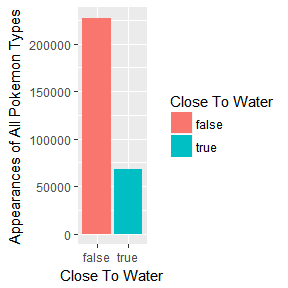 Appearances of All Pokemon Types
200000
150000
100000
50000
0
false true
Close To Water
Close To Water
false
true